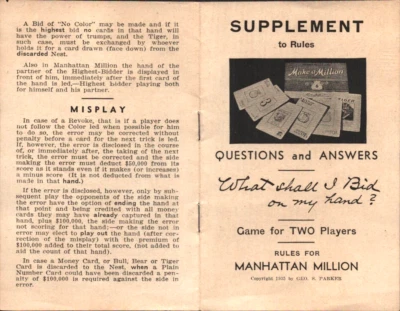 A Bid of "No Color" may be made and if it
is the highest bid no cards in that hand
will have the power of trumps, and the Tiger,
in such case, must be exchanged by whoever
holds it for a card drawn (face down) from the
discarded Nest.
Also in Manhattan Million the hand of the
partner of the Highest-Bidder is displayed in
front of him, immediately after the first card of
the hand is led,—Highest bidder playing both
for himself and his partner.
MISPLAY
In case of a Revoke, that is if a player does
not follow the Color led when possible for him
to do so, the error may be corrected without
penalty before a card for the next trick is led.
If, however, the error is disclosed in the course
of, or immediately after, the taking of the next
trick, the error must be corrected and the side
making the error must deduct $50,000 from its
score as it stands even if it makes (or increases)
a minus score (It is not deducted from what is
made in that hand.)
If the error is disclosed, however, only by sub-
sequent play the opponents of the side making
the error have the option of ending the hand at
that point and being credited with all money
cards they may have already captured in that
hand, plus $100,000, the side making the error
not scoring for that hand;—or the side not in
error may elect to play out the hand (after cor-
rection of the misplay) with the premium of
$100,000 added to their total score, (not added to
aid the count of that hand).
In case a Money Card, or Bull, Bear or Tiger
Card is discarded to the Nest, when a Plain
Number Card could have been discarded a pen-
alty of $100,000 is required against the side in
error.
SUPPLEMENT
to Rules
Make a Million
QUESTIONS and ANSWERS
What shall I Bid
on my hand?
Game for TWO Players
RULES FOR
MANHATTAN MILLION
Copyright 1935 by GEO. S. PARKER